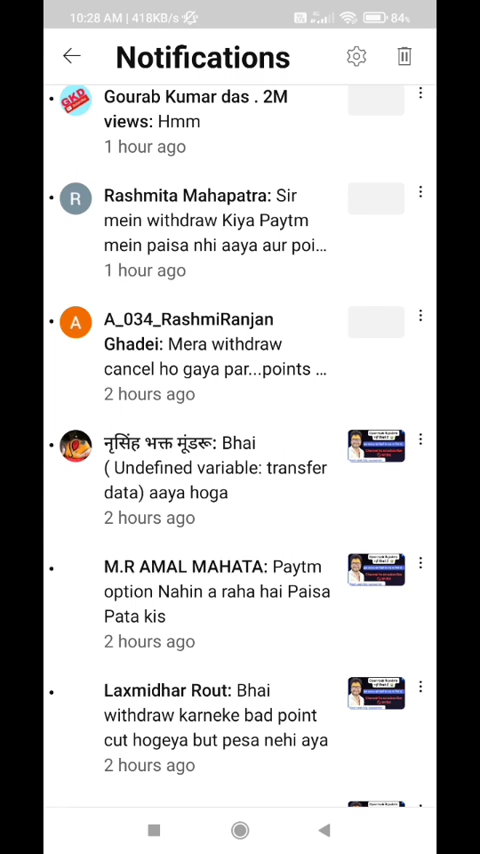 10:28 AM | 418KB/s
84%
Notifications
GKD
Gourab Kumar das . 2M
views: Hmm
1 hour ago
R
Rashmita Mahapatra: Sir
mein withdraw Kiya Paytm
mein paisa nhi aaya aur poi...
1 hour ago
A
A_034_RashmiRanjan
Ghadei: Mera withdraw
cancel ho gaya par...points ...
2 hours ago
नृसिंह भक्त मूंडरू: Bhai
( Undefined variable: transfer
data) aaya hoga
2 hours ago
M.R AMAL MAHATA: Paytm
option Nahin a raha hai Paisa
Pata kis
2 hours ago
Laxmidhar Rout: Bhai
withdraw karneke bad point
cut hogeya but pesa nehi aya
2 hours ago